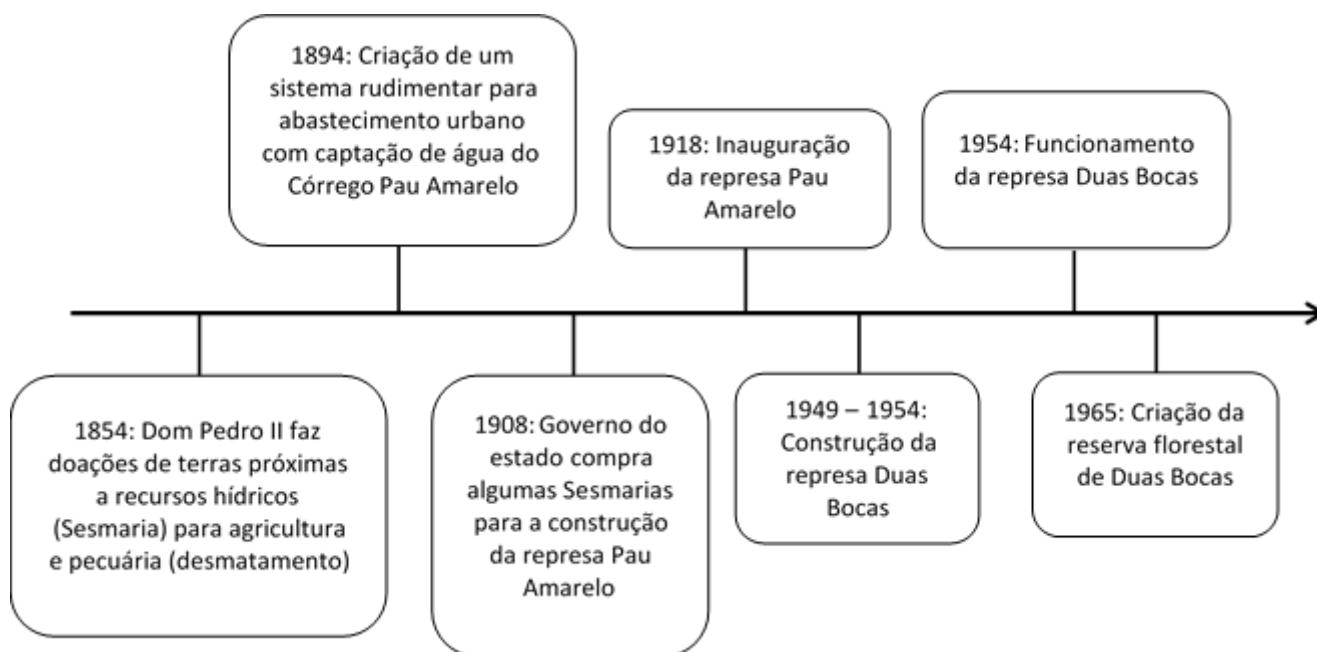 1894: Criação de um
sistema rudimentar para
abastecimento urbano
com captação de água do
Córrego Pau Amarelo
1918: Inauguração
da represa Pau
Amarelo
1954: Funcionamento
da represa Duas Bocas
1854: Dom Pedro II faz
doações de terras próximas
a recursos hídricos
(Sesmaria) para agricultura
e pecuária (desmatamento)
1908: Governo do
estado compra
algumas Sesmarias
para a construção
da represa Pau
Amarelo
1949 – 1954:
Construção da
represa Duas
Bocas
1965: Criação da
reserva florestal
de Duas Bocas